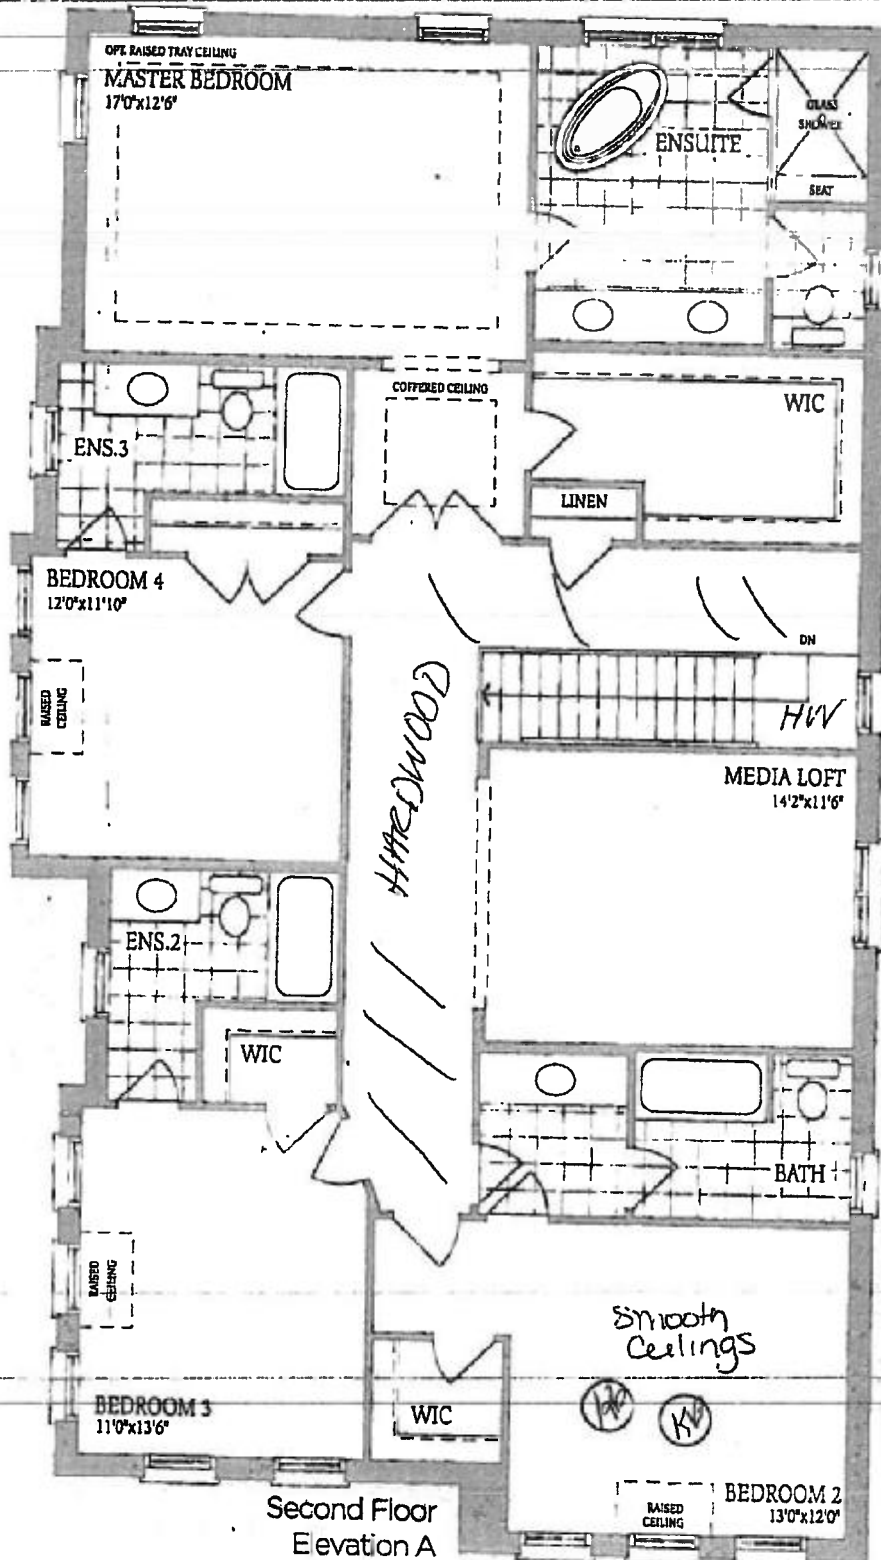 OPT. RAISED TRAY CEILING
MASTER BEDROOM
17'0"x12'6"
ENSUITE
GLASS
SHOWER
SEAT
COFFERED CEILING
WIC
ENS.3
LINEN
BEDROOM 4
12'0"x11'10"
DN
RAISED
CEILING
HARDWOOD
HW
MEDIA LOFT
14'2"x11'6"
ENS.2
WIC
BATH
RAISED
CEILING
Smooth
Ceilings
BEDROOM 3
11'0"x13'6"
WIC
BEDROOM 2
13'0"x12'0"
RAISED
CEILING
Second Floor
Elevation A